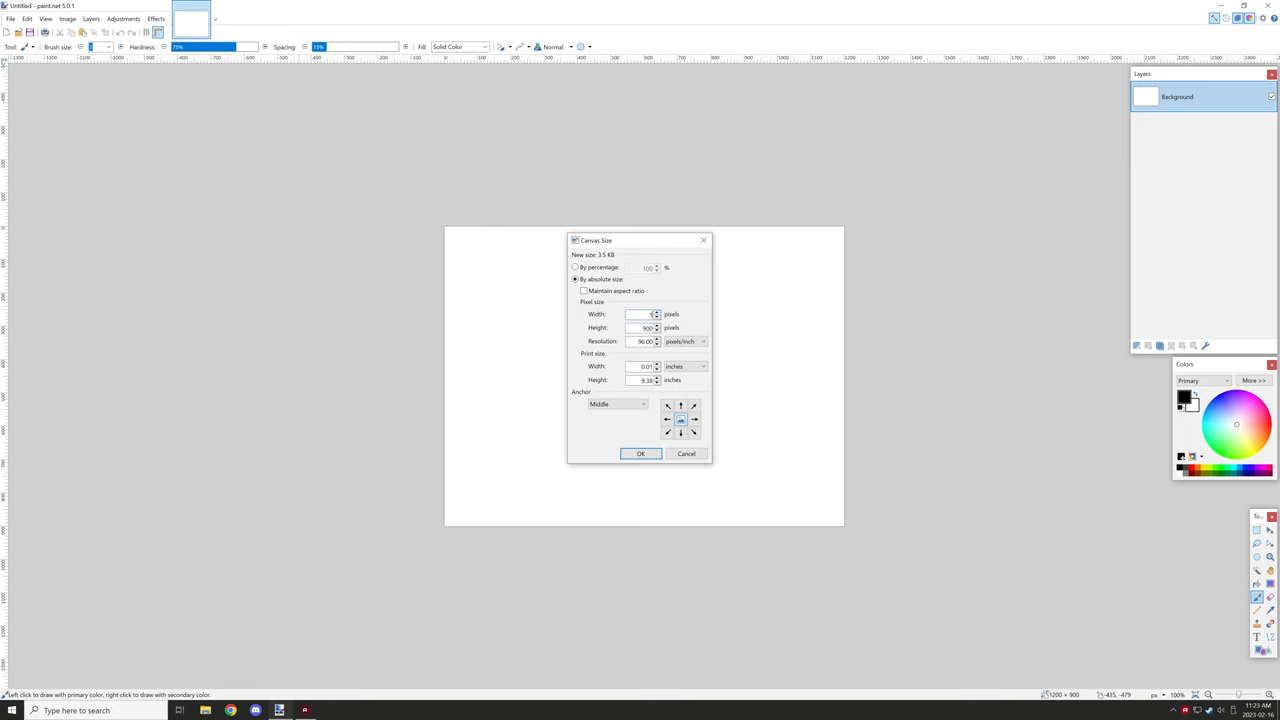 Untitled - paint.net 5.0.1
File Edit View Image Layers Adjustments Effects
Tool: Brush size: Hardness: 75% Spacing: 15% Fill: Solid Color Normal
Layers
Background
Canvas Size
New size: 3.5 KB
By percentage: 100 %
By absolute size:
Maintain aspect ratio
Pixel size
Width: 1 pixels
Height: 900 pixels
Resolution: 96.00 pixels/inch
Print size
Width: 0.01 inches
Height: 9.38 inches
Anchor
Middle
OK Cancel
Colors
Primary More >>
To...
Left click to draw with primary color, right click to draw with secondary color.
1200 × 900 -435, -479 px 100%
Type here to search
11:23 AM
2023-02-16